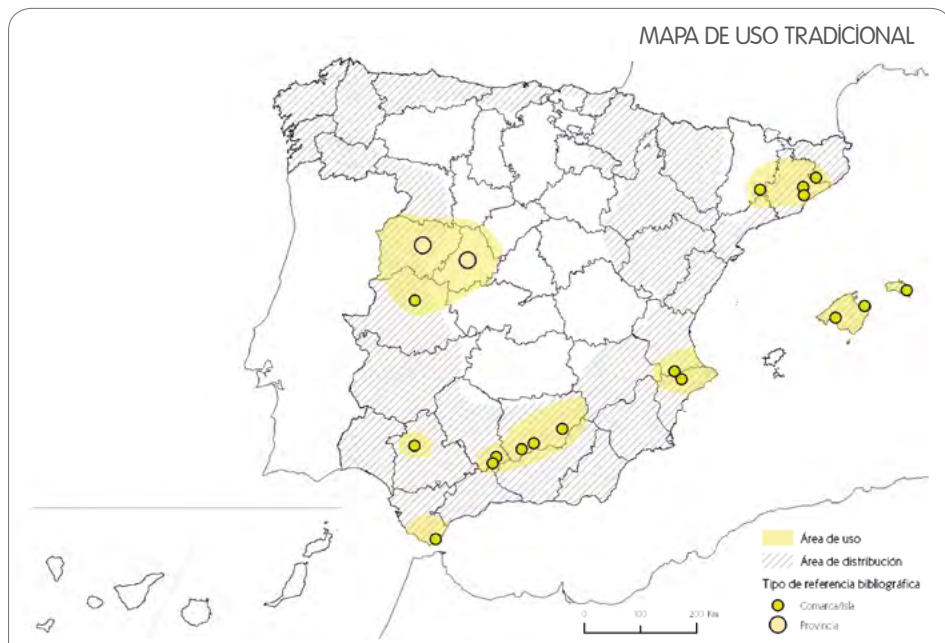 MAPA DE USO TRADICIONAL
Área de uso
Área de distribución
Tipo de referencia bibliográfica
Comarca/Isla
Provincia
0 100 200 Km